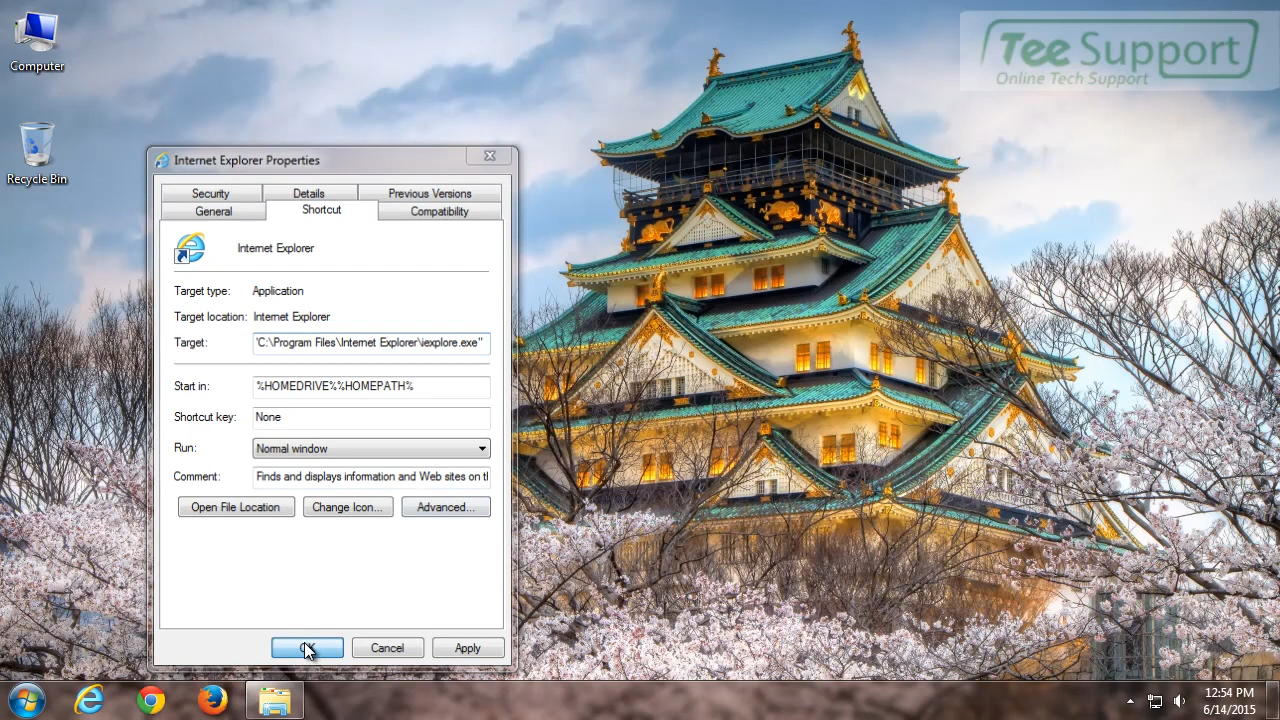 Computer
Recycle Bin
Tee Support
Online Tech Support
Internet Explorer Properties
Security Details Previous Versions
General Shortcut Compatibility
Internet Explorer
Target type: Application
Target location: Internet Explorer
Target: "C:\Program Files\Internet Explorer\iexplore.exe"
Start in: %HOMEDRIVE%%HOMEPATH%
Shortcut key: None
Run: Normal window
Comment: Finds and displays information and Web sites on
Open File Location Change Icon... Advanced...
Cancel Apply
12:54 PM
6/14/2015